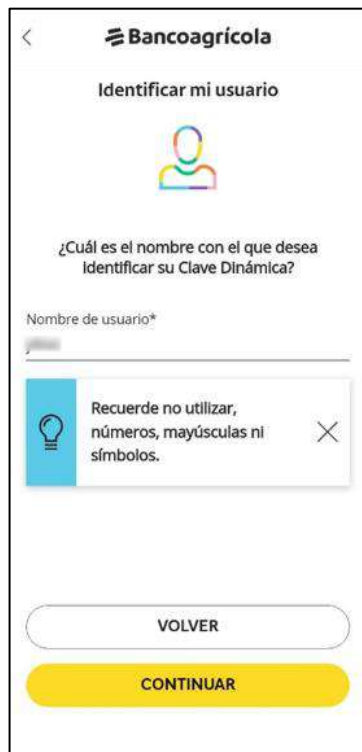 Bancoagrícola
Identificar mi usuario
¿Cuál es el nombre con el que desea
Identificar su Clave Dinámica?
Nombre de usuario*
Recuerde no utilizar,
números, mayúsculas ni
símbolos.
VOLVER
CONTINUAR